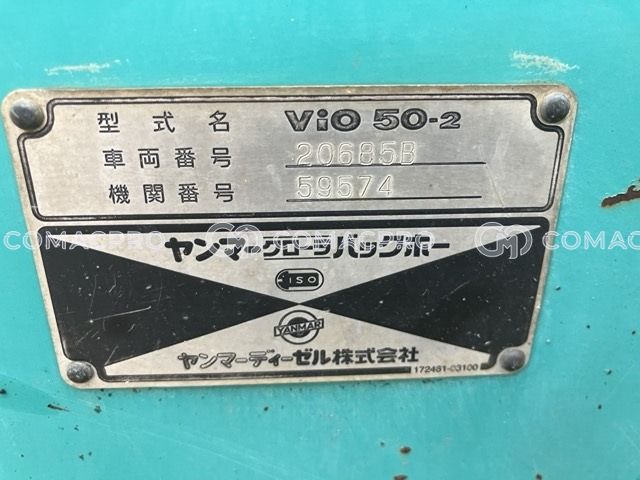 型式名 ViO 50-2
車両番号 20685B
機関番号 59574
ヤンマークローラバックホー
ISO
YANMAR
ヤンマーディーゼル株式会社
172481-03100
COMACPRO
COMACPRO
COMAC